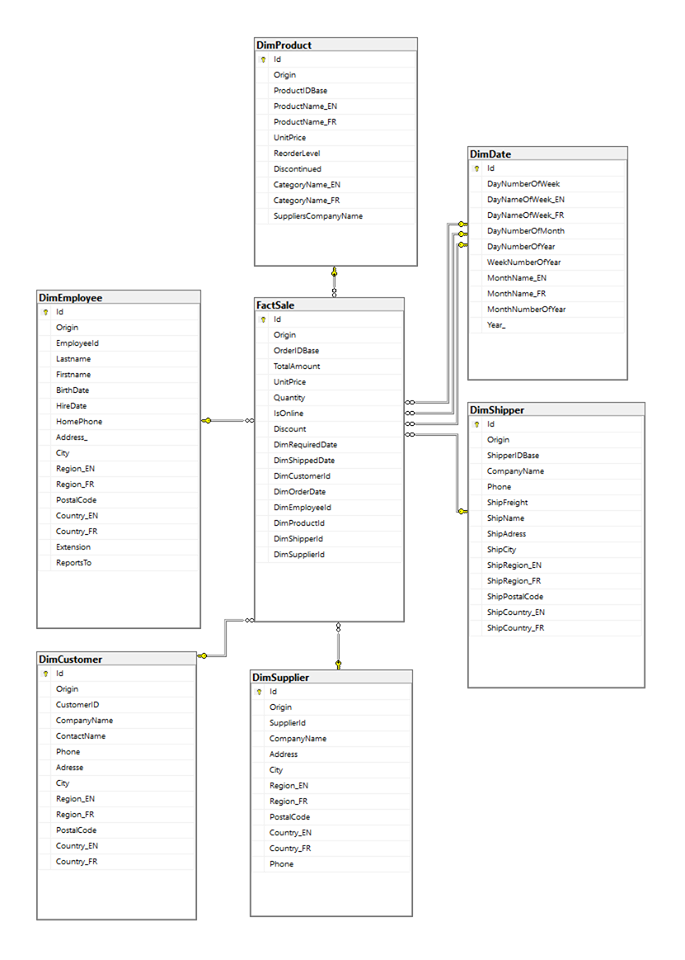 DimProduct
Id
Origin
ProductIDBase
ProductName_EN
ProductName_FR
UnitPrice
ReorderLevel
Discontinued
CategoryName_EN
CategoryName_FR
SuppliersCompanyName
DimDate
Id
DayNumberOfWeek
DayNameOfWeek_EN
DayNameOfWeek_FR
DayNumberOfMonth
DayNumberOfYear
WeekNumberOfYear
MonthName_EN
MonthName_FR
MonthNumberOfYear
Year_
DimEmployee
Id
Origin
EmployeeId
Lastname
Firstname
BirthDate
HireDate
HomePhone
Address_
City
Region_EN
Region_FR
PostalCode
Country_EN
Country_FR
Extension
ReportsTo
FactSale
Id
Origin
OrderIDBase
TotalAmount
UnitPrice
Quantity
IsOnline
Discount
DimRequiredDate
DimShippedDate
DimCustomerId
DimOrderDate
DimEmployeeId
DimProductId
DimShipperId
DimSupplierId
DimShipper
Id
Origin
ShipperIDBase
CompanyName
Phone
ShipFreight
ShipName
ShipAdress
ShipCity
ShipRegion_EN
ShipRegion_FR
ShipPostalCode
ShipCountry_EN
ShipCountry_FR
DimCustomer
Id
Origin
CustomerID
CompanyName
ContactName
Phone
Adresse
City
Region_EN
Region_FR
PostalCode
Country_EN
Country_FR
DimSupplier
Id
Origin
SupplierId
CompanyName
Address
City
Region_EN
Region_FR
PostalCode
Country_EN
Country_FR
Phone